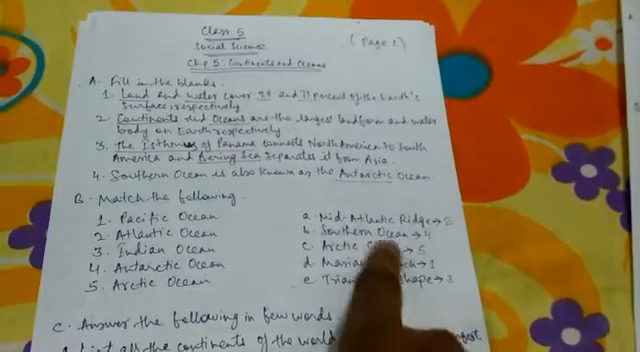 Class 5
Social Science
(Page 1)
Chp 5: Continents and Oceans
A. Fill in the blanks.
1. Land and water cover 29 and 71 percent of the Earth's
surface, respectively
2. Continents and Oceans are the largest landform and water
body on Earth respectively
3. The Isthmus of Panama connects North America to South
America and Bering Sea separates it from Asia.
4. Southern Ocean is also known as the Antarctic Ocean.
B. Match the following.
1. Pacific Ocean a. Mid-Atlantic Ridge→2
2. Atlantic Ocean b. Southern Ocean→4
3. Indian Ocean c. Arctic →5
4. Antarctic Ocean d. →1
5. Arctic Ocean e. Shape→3
C. Answer the following in few words
all the continents of the world